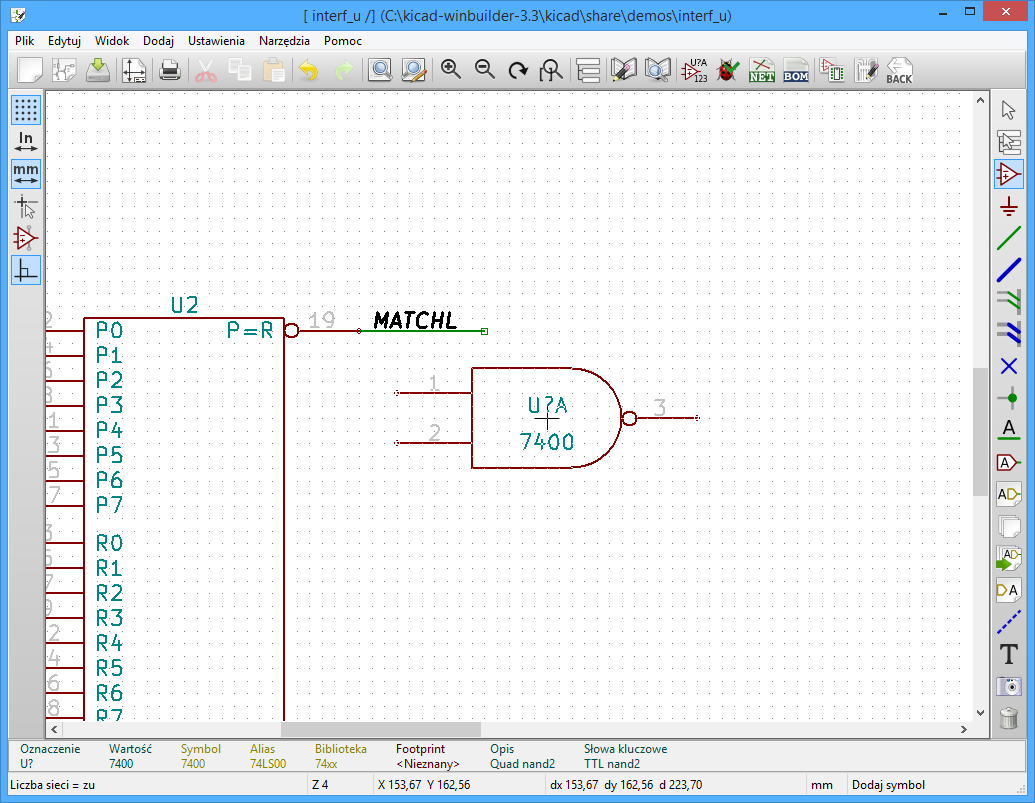 [ interf_u /] (C:\kicad-winbuilder-3.3\kicad\share\demos\interf_u)
Plik Edytuj Widok Dodaj Ustawienia Narzędzia Pomoc
U?A
123
NET
BOM
BACK
In
mm
U2
19
MATCHL
P0 P=R
P1
P2
P3
P4
P5
P6
P7
R0
R1
R2
R3
R4
R5
R6
R7
1
U?A
3
2
7400
A
A
AD
AD
DA
T
Oznaczenie Wartość Symbol Alias Biblioteka Footprint Opis Słowa kluczowe
U? 7400 7400 74LS00 74xx <Nieznany> Quad nand2 TTL nand2
Liczba sieci = zu Z 4 X 153,67 Y 162,56 dx 153,67 dy 162,56 d 223,70 mm Dodaj symbol